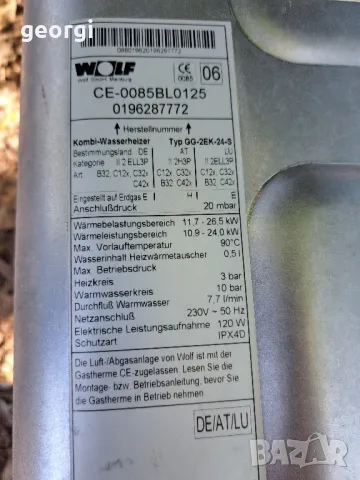 rosti georgi
0860196201962877772
WOLF
CE 0085
06
CE-0085BL0125
0196287772
↑ Herstellnummer ↑
Kombi-Wasserheizer Typ GG-2EK-24-S
Bestimmungsland DE AT LU
Kategorie II 2 ELL3P II 2H3P II 2ELL3P
Art B32, C12x, C32x B32, C12x, B32, C12x
C42x C32x, C42x C32x, C42x
Eingestellt auf Erdgas E H E
Anschlußdruck 20 mbar
Wärmebelastungsbereich 11.7 - 26.5 kW
Wärmeleistungsbereich 10.9 - 24.0 kW
Max. Vorlauftemperatur 90°C
Wasserinhalt Heizwärmetauscher 0,5 l
Max. Betriebsdruck
Heizkreis 3 bar
Warmwasserkreis 10 bar
Durchfluß Warmwasser 7,7 l/min
Netzanschluß 230V ~ 50 Hz
Elektrische Leistungsaufnahme 120 W
Schutzart IPX4D
Die Luft-/Abgasanlage von Wolf ist mit der
Gastherme CE-zugelassen. Lesen Sie die
Montage- bzw. Betriebsanleitung, bevor Sie
die Gastherme in Betrieb nehmen.
DE/AT/LU
BAZAR
bg